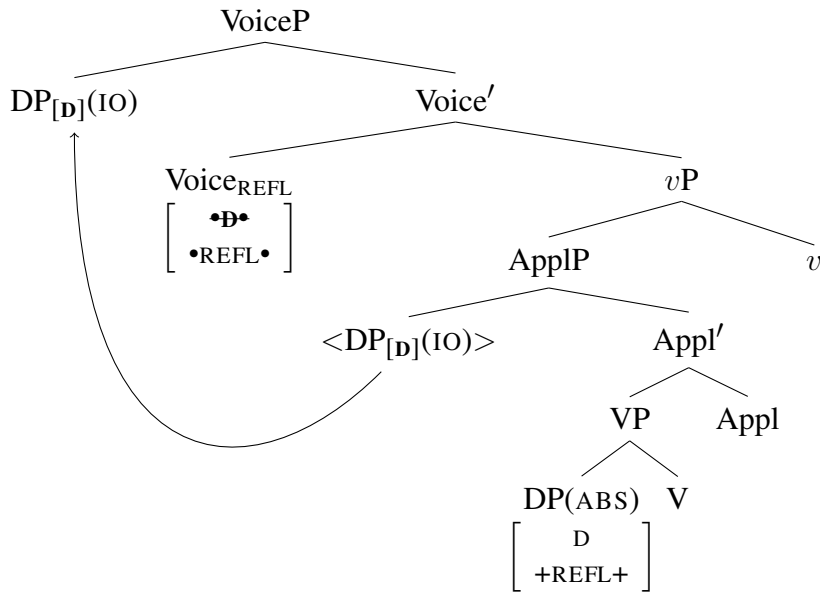 VoiceP
DP[D](IO) Voice′
VoiceREFL vP
•D•
•REFL•
ApplP v
<DP[D](IO)> Appl′
VP Appl
DP(ABS) V
D
+REFL+